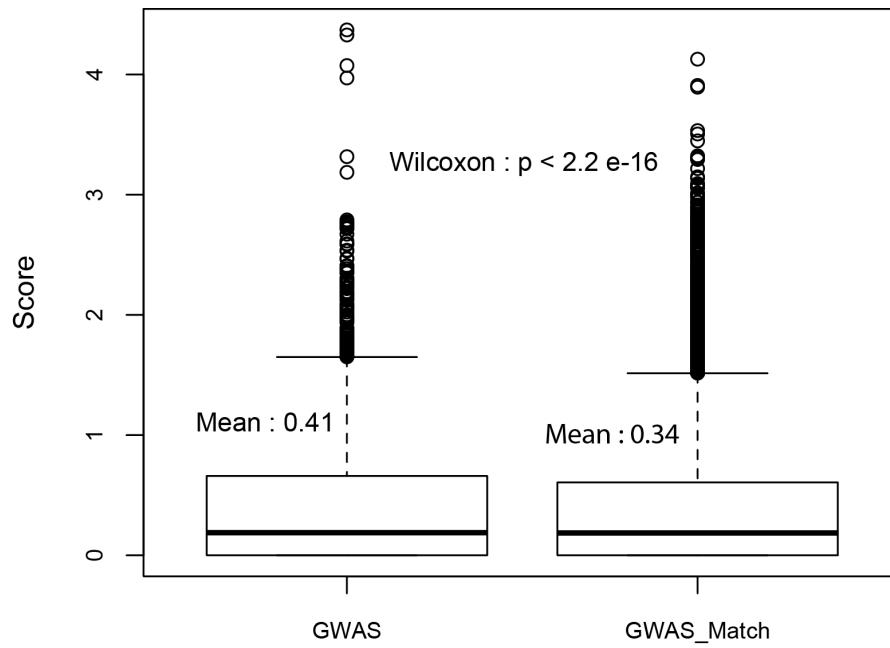 4
Wilcoxon : p < 2.2 e-16
3
Score
2
Mean : 0.41
Mean : 0.34
1
0
GWAS
GWAS_Match